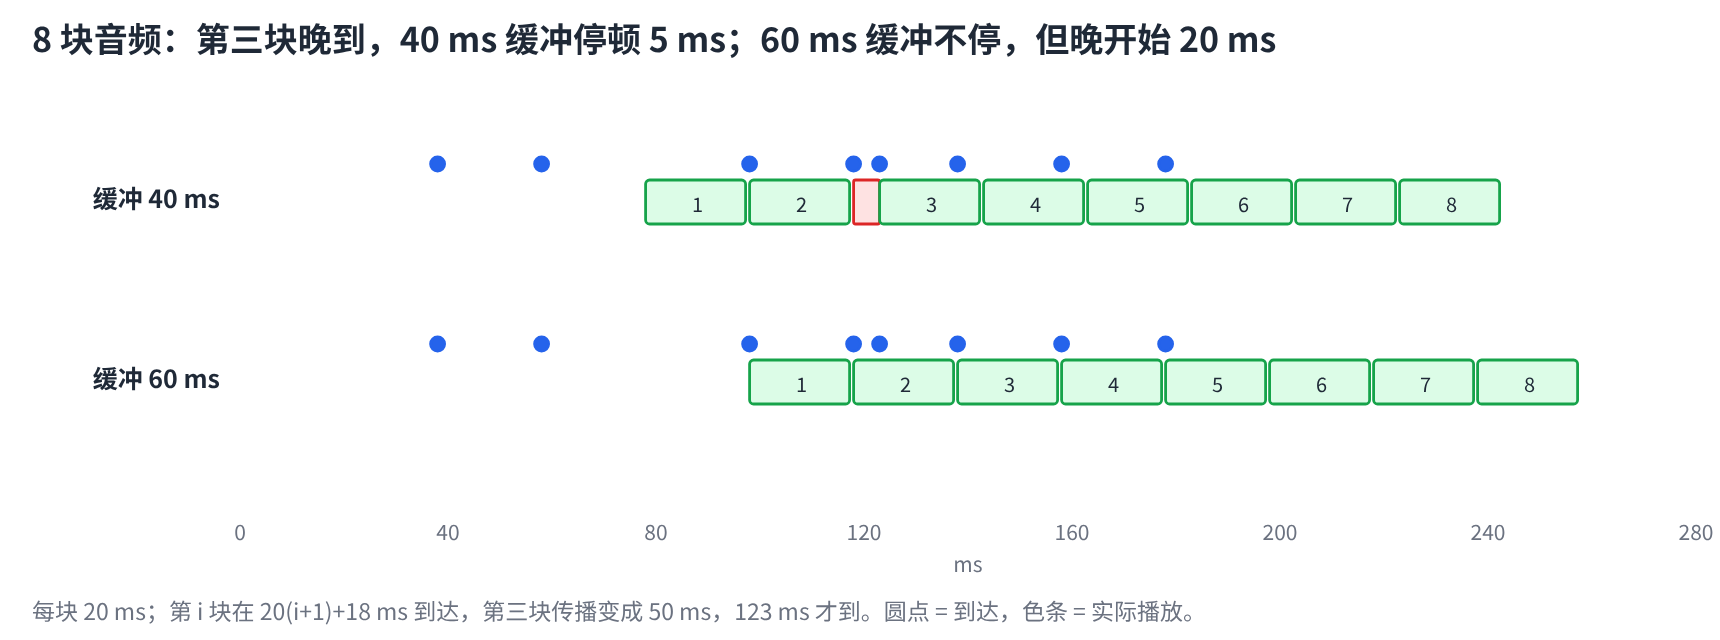 8 块音频：第三块晚到，40 ms 缓冲停顿 5 ms；60 ms 缓冲不停，但晚开始 20 ms
缓冲 40 ms
1 2 3 4 5 6 7 8
缓冲 60 ms
1 2 3 4 5 6 7 8
0 40 80 120 160 200 240 280
ms
每块 20 ms；第 i 块在 20(i+1)+18 ms 到达，第三块传播变成 50 ms，123 ms 才到。圆点 = 到达，色条 = 实际播放。